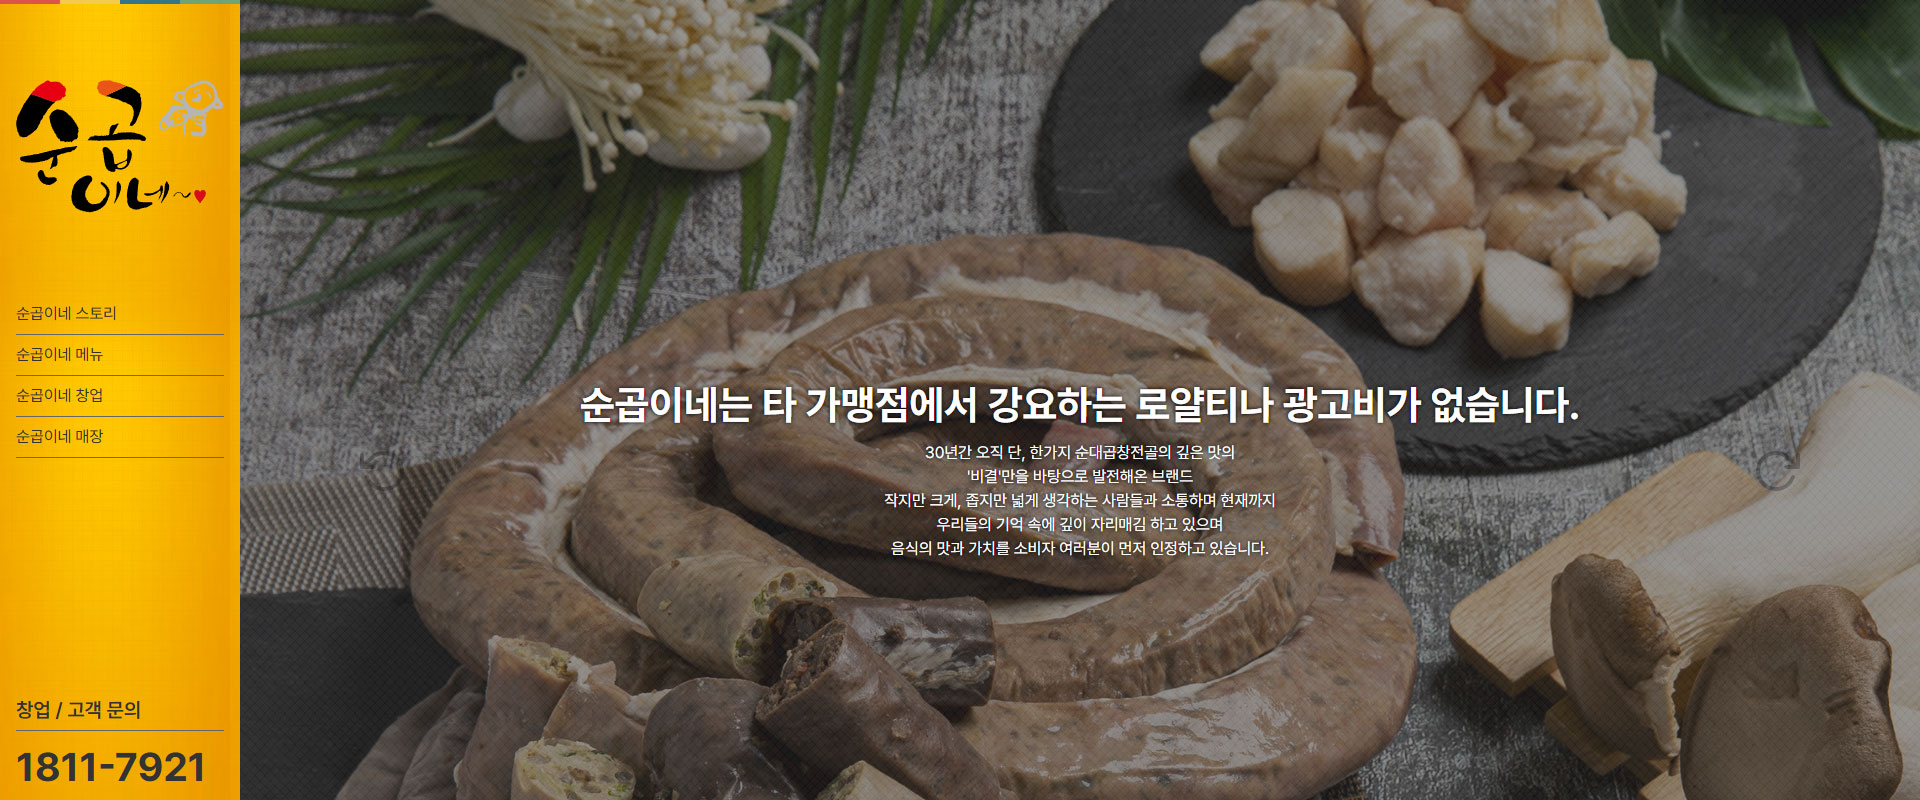 순곱
이네~♥
순곱이네 스토리
순곱이네 메뉴
순곱이네 창업
순곱이네 매장
창업 / 고객 문의
1811-7921
순곱이네는 타 가맹점에서 강요하는 로얄티나 광고비가 없습니다.
30년간 오직 단, 한가지 순대곱창전골의 깊은 맛의
'비결'만을 바탕으로 발전해온 브랜드
작지만 크게, 좁지만 넓게 생각하는 사람들과 소통하며 현재까지
우리들의 기억 속에 깊이 자리매김 하고 있으며
음식의 맛과 가치를 소비자 여러분이 먼저 인정하고 있습니다.